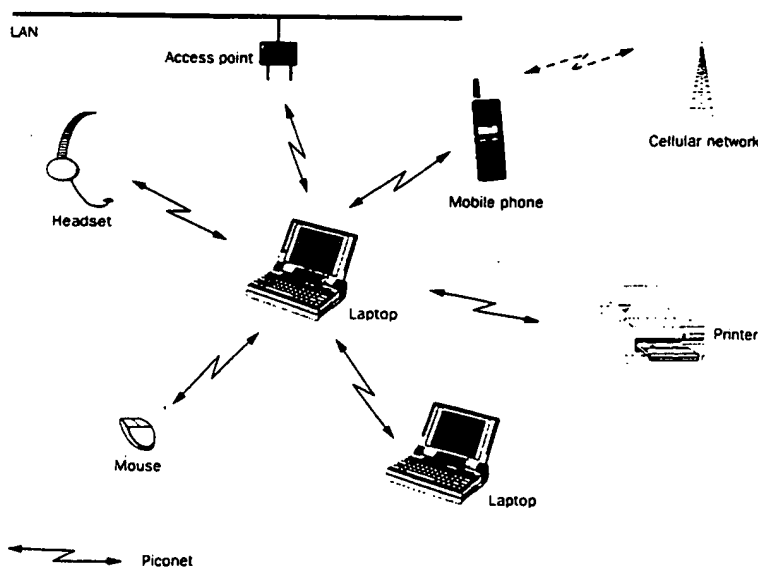 LAN
Access point
Cellular network
Headset
Mobile phone
Laptop
Printer
Mouse
Laptop
Piconet